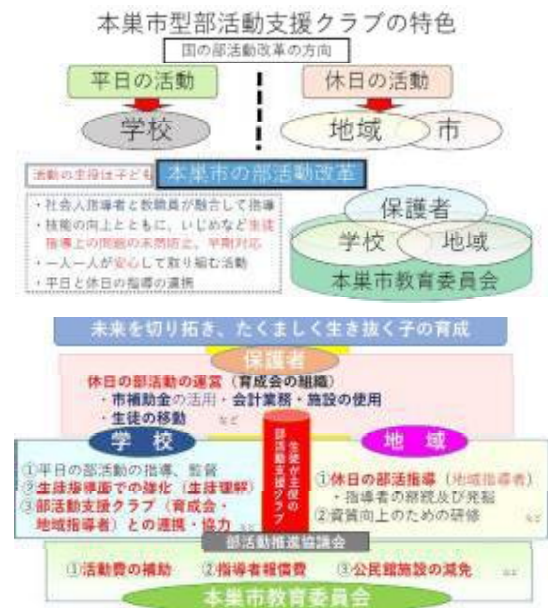 本巣市型部活動支援クラブの特色
国の部活動改革の方向
平日の活動
休日の活動
学校
地域
市
活動の主役は子ども
本巣市の部活動改革
・社会人指導者と教職員が融合して指導
・技能の向上とともに、いじめなど生徒
指導上の問題の未然防止、早期対応
・一人一人が安心して取り組む活動
・平日と休日の指導の連携
保護者
学校
地域
本巣市教育委員会
未来を切り拓き、たくましく生き抜く子の育成
保護者
休日の部活動の運営（育成会の組織）
・市補助金の活用・会計業務・施設の使用
・生徒の移動 など
学 校
地 域
生徒が主役の
部活動支援クラブ
①平日の部活動の指導、監督
②生徒指導面での強化（生徒理解）
③部活動支援クラブ（育成会・
地域指導者）との連携・協力 など
①休日の部活指導（地域指導者）
・指導者の継続及び発掘
②資質向上のための研修 など
部活動推進協議会
①活動費の補助 ②指導者報償費 ③公民館施設の減免 など
本巣市教育委員会